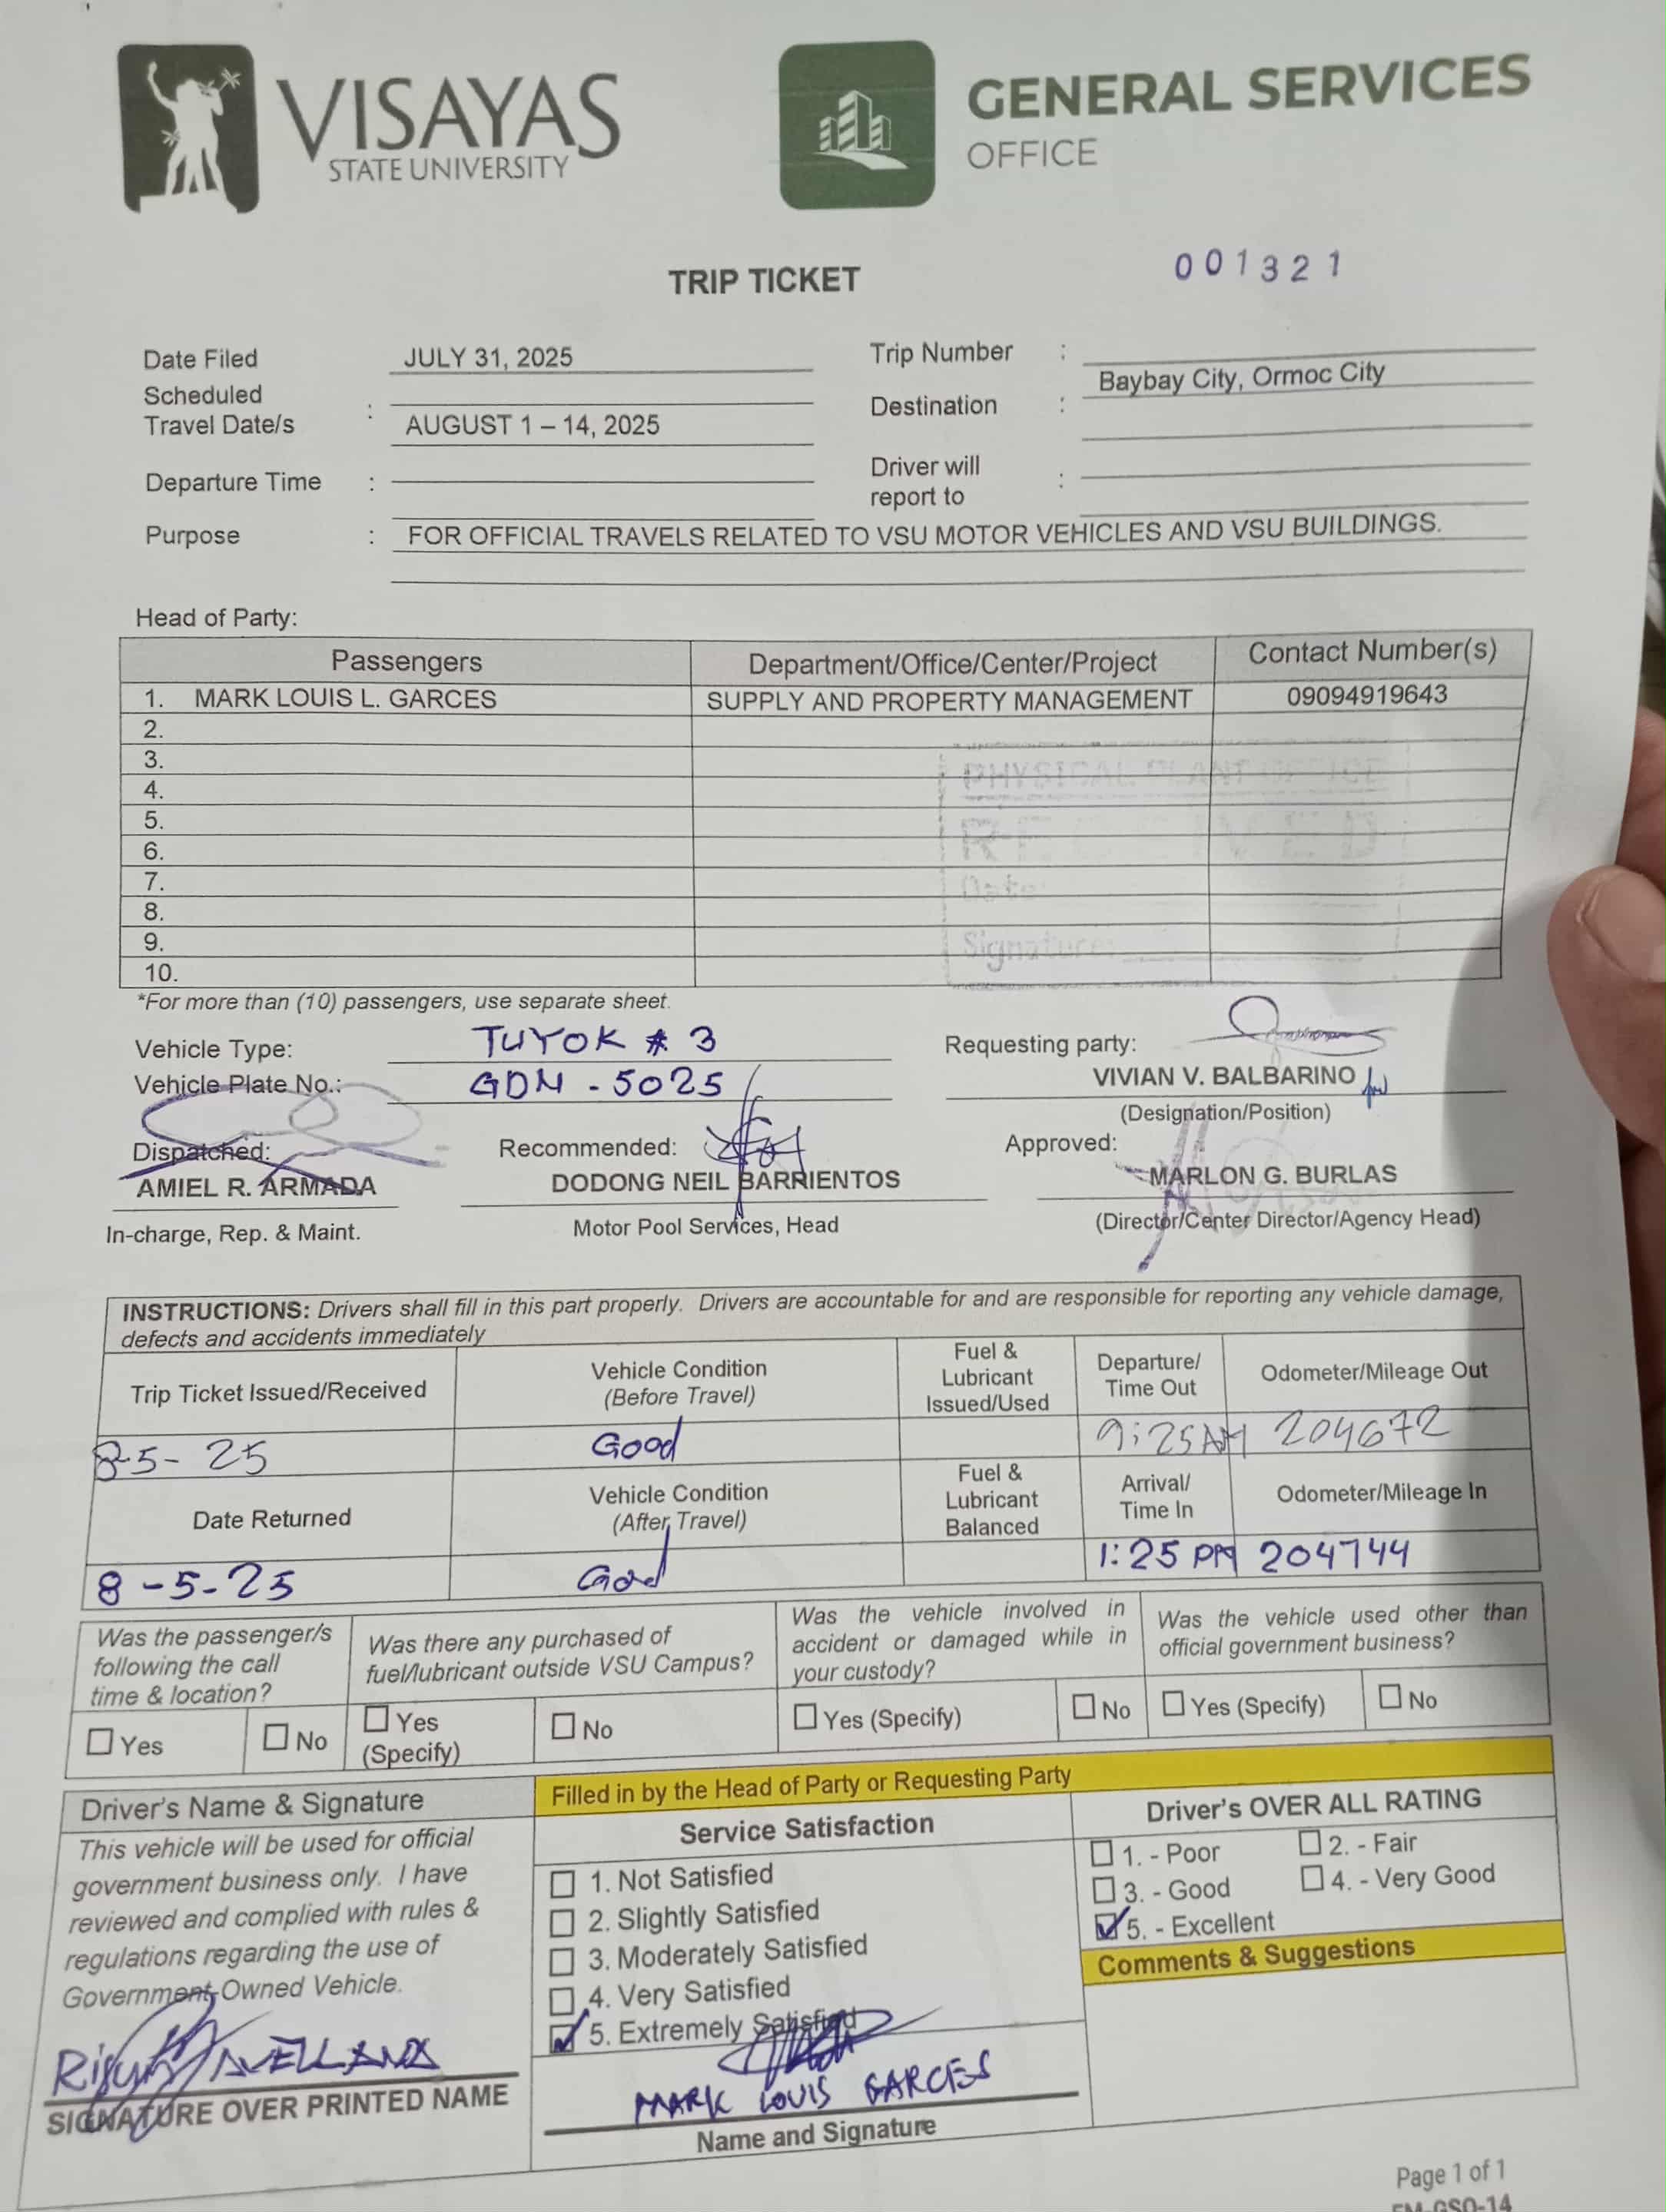 VISAYAS
STATE UNIVERSITY
GENERAL SERVICES
OFFICE
TRIP TICKET
001321
Date Filed JULY 31, 2025
Trip Number :
Scheduled
Travel Date/s : AUGUST 1 – 14, 2025
Destination : Baybay City, Ormoc City
Departure Time :
Driver will
report to :
Purpose : FOR OFFICIAL TRAVELS RELATED TO VSU MOTOR VEHICLES AND VSU BUILDINGS.
Head of Party:
Passengers Department/Office/Center/Project Contact Number(s)
1. MARK LOUIS L. GARCES SUPPLY AND PROPERTY MANAGEMENT 09094919643
2.
3.
4.
5.
6.
7.
8.
9.
10.
PHYSICAL PLANT OFFICE
RECEIVED
Date
Signature:
*For more than (10) passengers, use separate sheet.
Vehicle Type: TUYOK # 3
Vehicle Plate No.: GDN - 5025
Requesting party:
VIVIAN V. BALBARINO
(Designation/Position)
Dispatched:
AMIEL R. ARMADA
In-charge, Rep. & Maint.
Recommended:
DODONG NEIL BARRIENTOS
Motor Pool Services, Head
Approved:
MARLON G. BURLAS
(Director/Center Director/Agency Head)
INSTRUCTIONS: Drivers shall fill in this part properly. Drivers are accountable for and are responsible for reporting any vehicle damage,
defects and accidents immediately
Trip Ticket Issued/Received
Vehicle Condition
(Before Travel)
Fuel &
Lubricant
Issued/Used
Departure/
Time Out
Odometer/Mileage Out
8-5-25 Good 9:25AM 204672
Date Returned
Vehicle Condition
(After Travel)
Fuel &
Lubricant
Balanced
Arrival/
Time In
Odometer/Mileage In
8-5-25 Good 1:25 PM 204744
Was the passenger/s
following the call
time & location?
Yes No
Was there any purchased of
fuel/lubricant outside VSU Campus?
Yes
(Specify)
No
Was the vehicle involved in
accident or damaged while in
your custody?
Yes (Specify) No
Was the vehicle used other than
official government business?
Yes (Specify) No
Driver's Name & Signature
This vehicle will be used for official
government business only. I have
reviewed and complied with rules &
regulations regarding the use of
Government-Owned Vehicle.
AVELLANA
SIGNATURE OVER PRINTED NAME
Filled in by the Head of Party or Requesting Party
Service Satisfaction
1. Not Satisfied
2. Slightly Satisfied
3. Moderately Satisfied
4. Very Satisfied
5. Extremely Satisfied
MARK LOUIS GARCES
Name and Signature
Driver's OVER ALL RATING
1. - Poor 2. - Fair
3. - Good 4. - Very Good
5. - Excellent
Comments & Suggestions
Page 1 of 1
FM-GSO-14